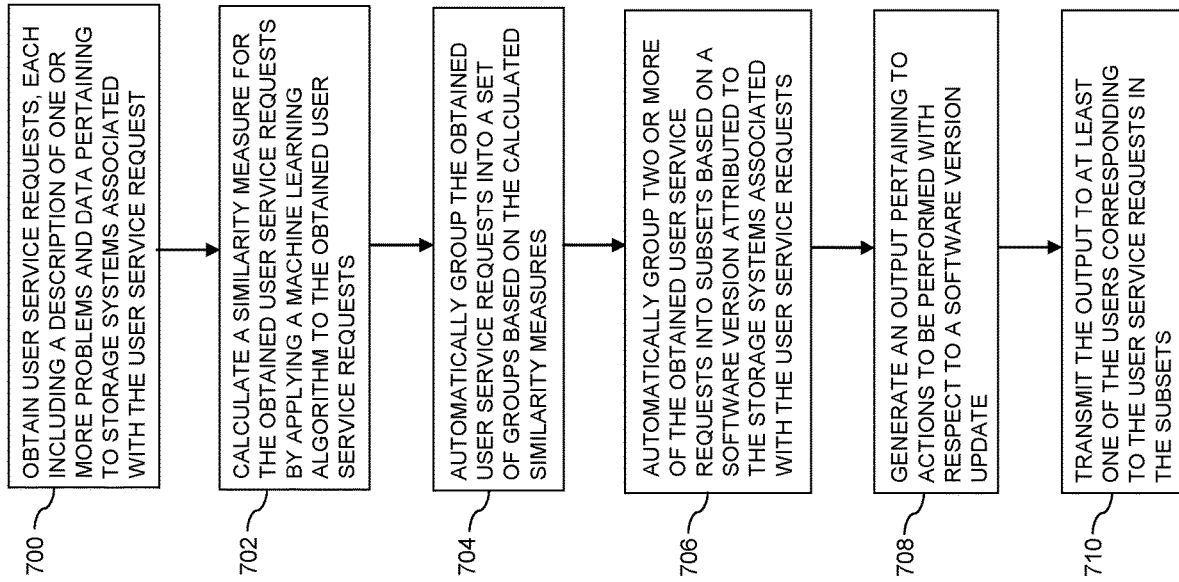 700
OBTAIN USER SERVICE REQUESTS, EACH
INCLUDING A DESCRIPTION OF ONE OR
MORE PROBLEMS AND DATA PERTAINING
TO STORAGE SYSTEMS ASSOCIATED
WITH THE USER SERVICE REQUEST
702
CALCULATE A SIMILARITY MEASURE FOR
THE OBTAINED USER SERVICE REQUESTS
BY APPLYING A MACHINE LEARNING
ALGORITHM TO THE OBTAINED USER
SERVICE REQUESTS
704
AUTOMATICALLY GROUP THE OBTAINED
USER SERVICE REQUESTS INTO A SET
OF GROUPS BASED ON THE CALCULATED
SIMILARITY MEASURES
706
AUTOMATICALLY GROUP TWO OR MORE
OF THE OBTAINED USER SERVICE
REQUESTS INTO SUBSETS BASED ON A
SOFTWARE VERSION ATTRIBUTED TO
THE STORAGE SYSTEMS ASSOCIATED
WITH THE USER SERVICE REQUESTS
708
GENERATE AN OUTPUT PERTAINING TO
ACTIONS TO BE PERFORMED WITH
RESPECT TO A SOFTWARE VERSION
UPDATE
710
TRANSMIT THE OUTPUT TO AT LEAST
ONE OF THE USERS CORRESPONDING
TO THE USER SERVICE REQUESTS IN
THE SUBSETS